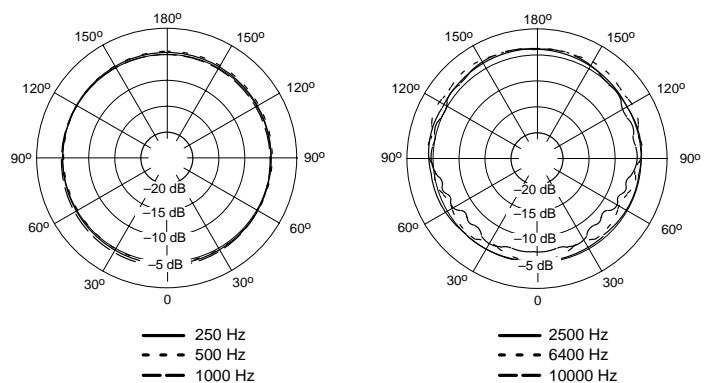 180º
150º
150º
120º
120º
90º
90º
60º
60º
30º
30º
0
–20 dB
–15 dB
–10 dB
–5 dB
250 Hz
500 Hz
1000 Hz
180º
150º
150º
120º
120º
90º
90º
60º
60º
30º
30º
0
–20 dB
–15 dB
–10 dB
–5 dB
2500 Hz
6400 Hz
10000 Hz